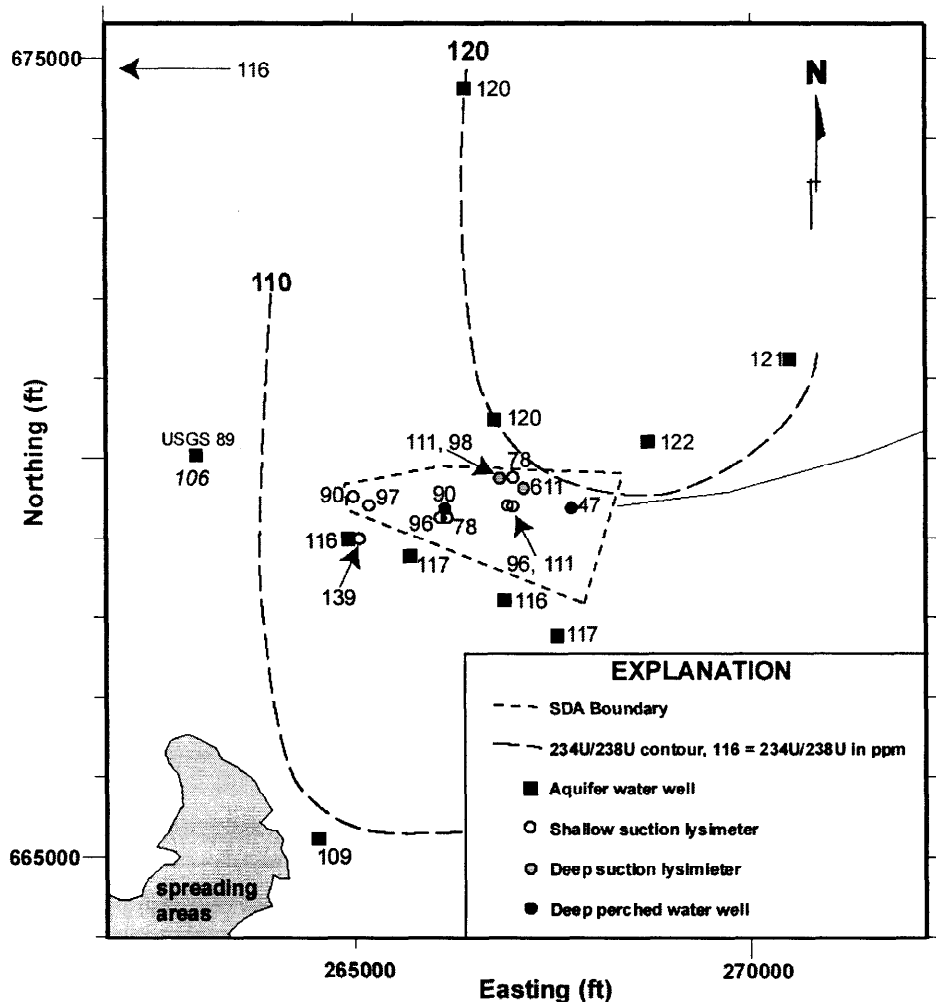 675000
116
120
120
N
110
121
120
122
USGS 89
106
111, 98
78
611
90
97
90
47
96
78
116
117
96, 111
139
116
117
Northing (ft)
EXPLANATION
SDA Boundary
234U/238U contour, 116 = 234U/238U in ppm
Aquifer water well
Shallow suction lysimeter
Deep suction lysimieter
Deep perched water well
665000
109
spreading
areas
265000
270000
Easting (ft)